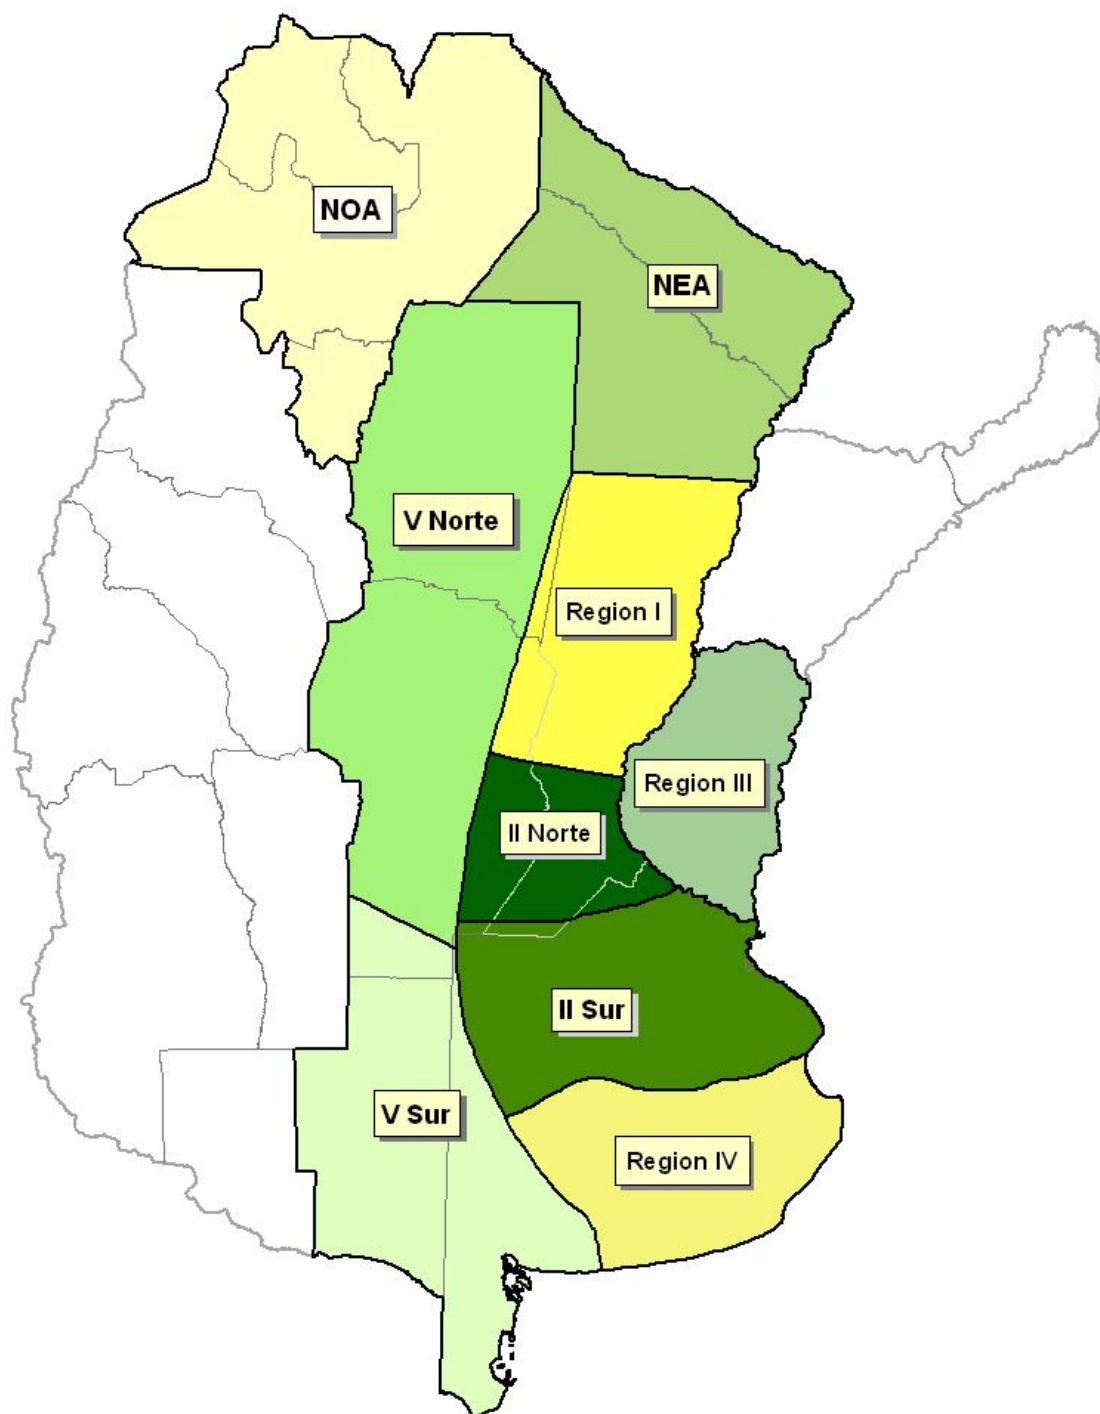 NOA
NEA
V Norte
Region I
Region III
II Norte
II Sur
V Sur
Region IV